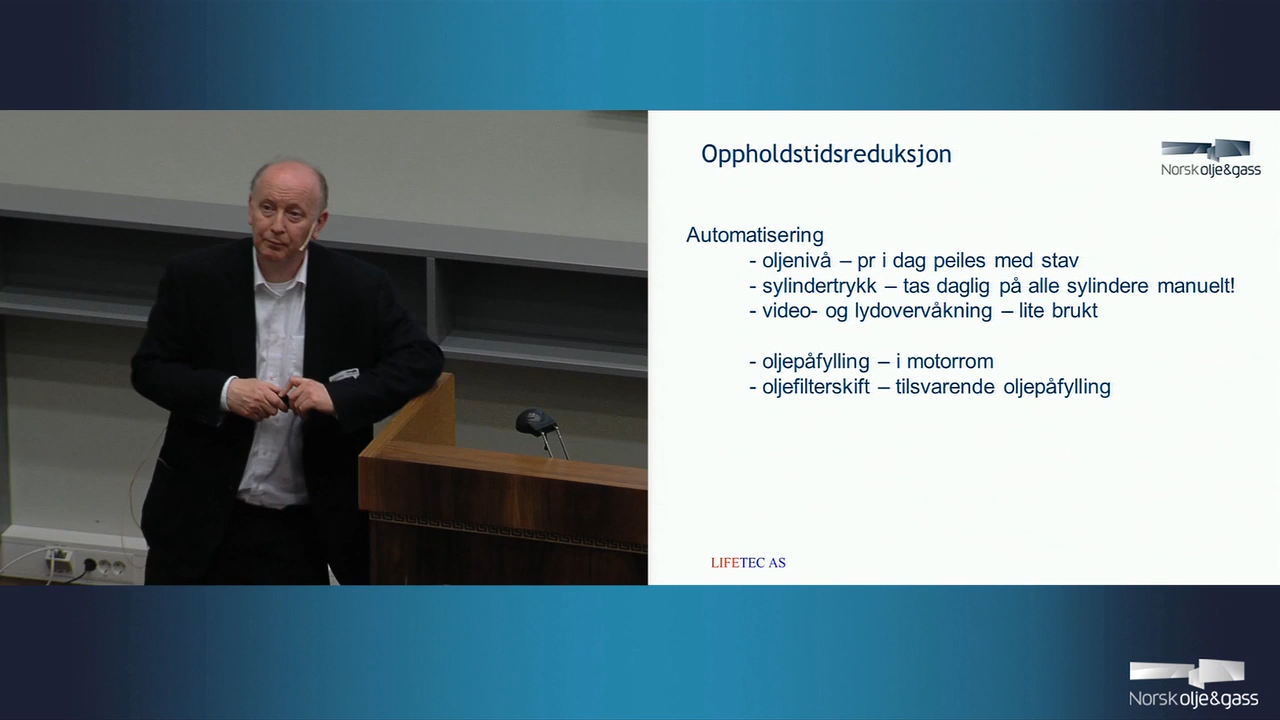 Oppholdstidsreduksjon
Norsk olje&gass
Automatisering
- oljenivå – pr i dag peiles med stav
- sylindertrykk – tas daglig på alle sylindere manuelt!
- video- og lydovervåkning – lite brukt
- oljepåfylling – i motorrom
- oljefilterskift – tilsvarende oljepåfylling
LIFETEC AS
Norsk olje&gass